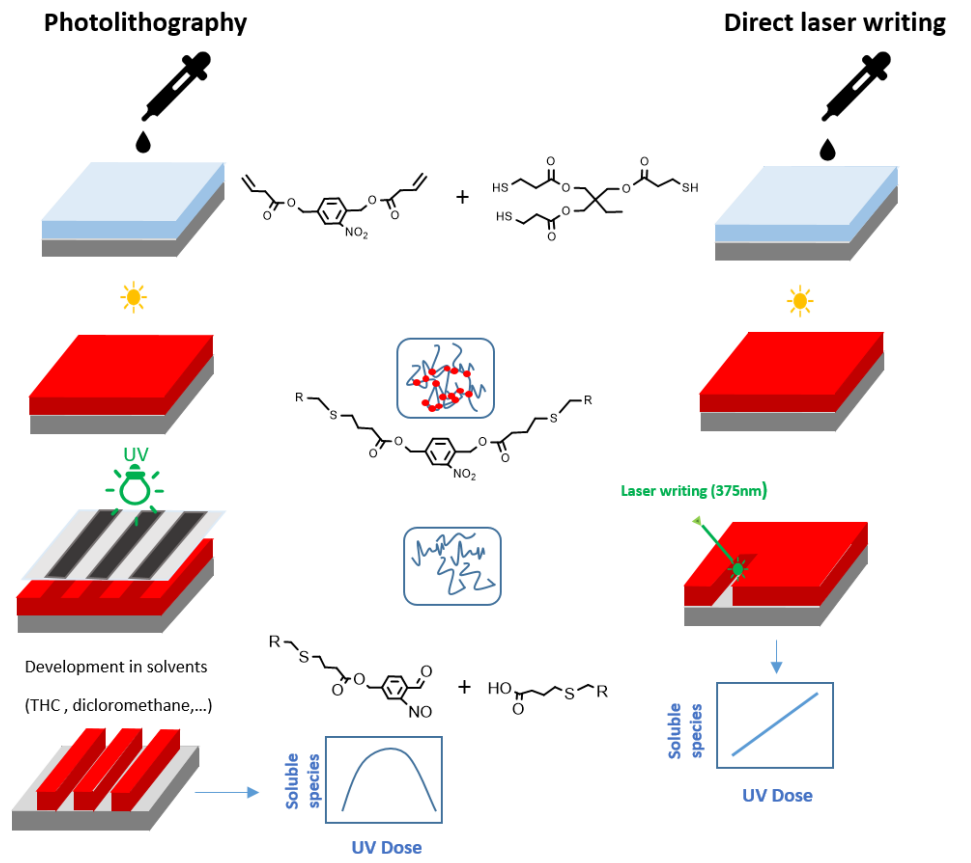 Photolithography
Direct laser writing
O
O
O
O
NO2
+
HS
O
O
O
O
SH
HS
O
O
R
S
O
O
NO2
O
O
S
R
UV
Laser writing (375nm)
Development in solvents
(THC , dicloromethane,...)
R
S
O
O
O
NO
+
HO
O
S
R
Soluble
species
UV Dose
Soluble
species
UV Dose